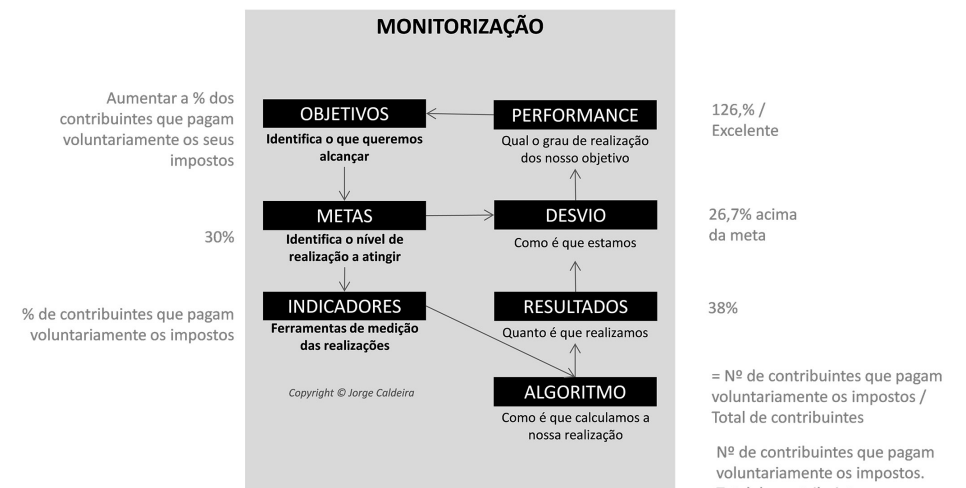 MONITORIZAÇÃO
Aumentar a % dos
contribuintes que pagam
voluntariamente os seus
impostos
OBJETIVOS
Identifica o que queremos
alcançar
PERFORMANCE
Qual o grau de realização
dos nosso objetivo
126,% /
Excelente
30%
METAS
Identifica o nível de
realização a atingir
DESVIO
Como é que estamos
26,7% acima
da meta
% de contribuintes que pagam
voluntariamente os impostos
INDICADORES
Ferramentas de medição
das realizações
RESULTADOS
Quanto é que realizamos
38%
Copyright © Jorge Caldeira
ALGORITMO
Como é que calculamos a
nossa realização
= Nº de contribuintes que pagam
voluntariamente os impostos /
Total de contribuintes
Nº de contribuintes que pagam
voluntariamente os impostos.